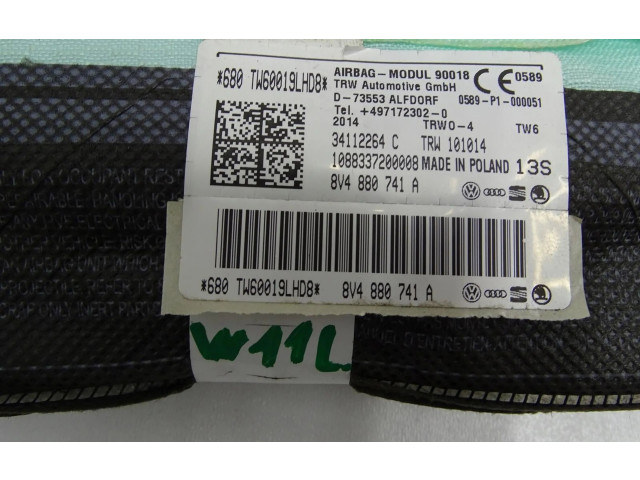 *680 TW60019LHD8*
AIRBAG-MODUL 90018 CE 0589
TRW Automotive GmbH
D-73553 ALFDORF 0589-P1-000051
Tel. +497172302-0
2014 TRWO-4 TW6
34112264 C TRW 101014
1088337200008 MADE IN POLAND 13S
8V4 880 741 A
*680 TW60019LHD8* 8V4 880 741 A
W11L